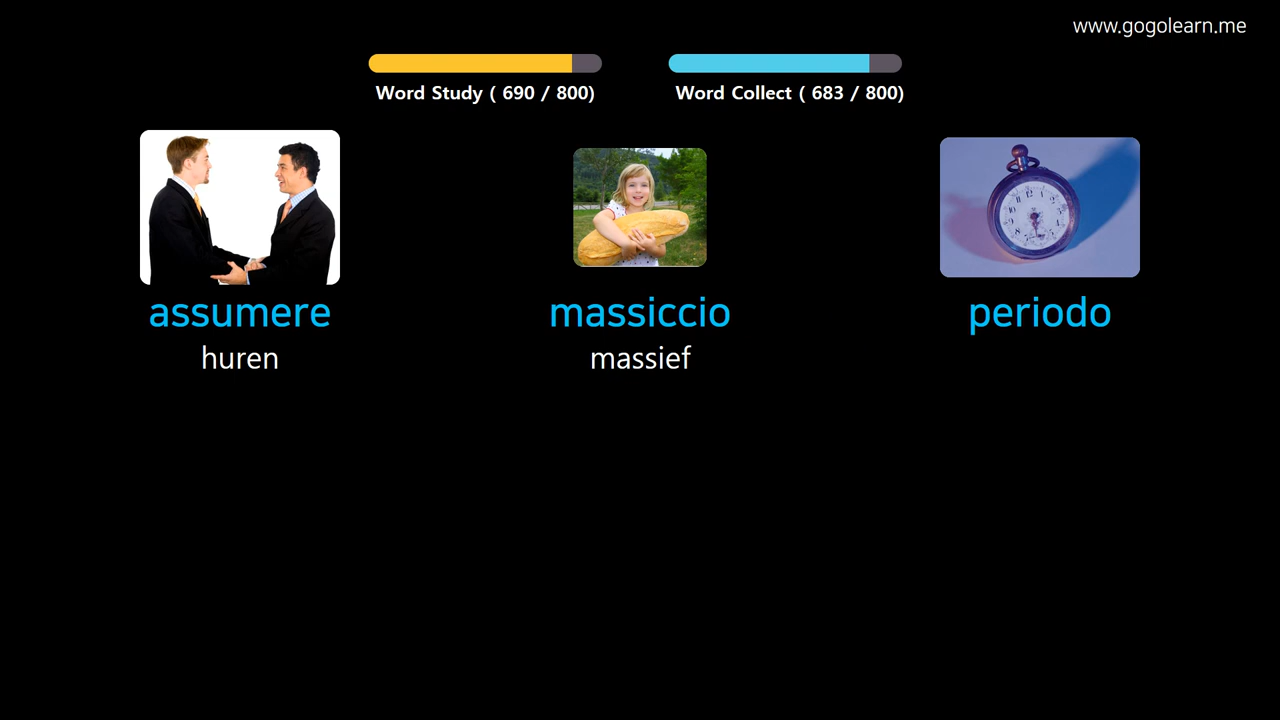 www.gogolearn.me
Word Study ( 690 / 800)
Word Collect ( 683 / 800)
assumere
massiccio
periodo
huren
massief